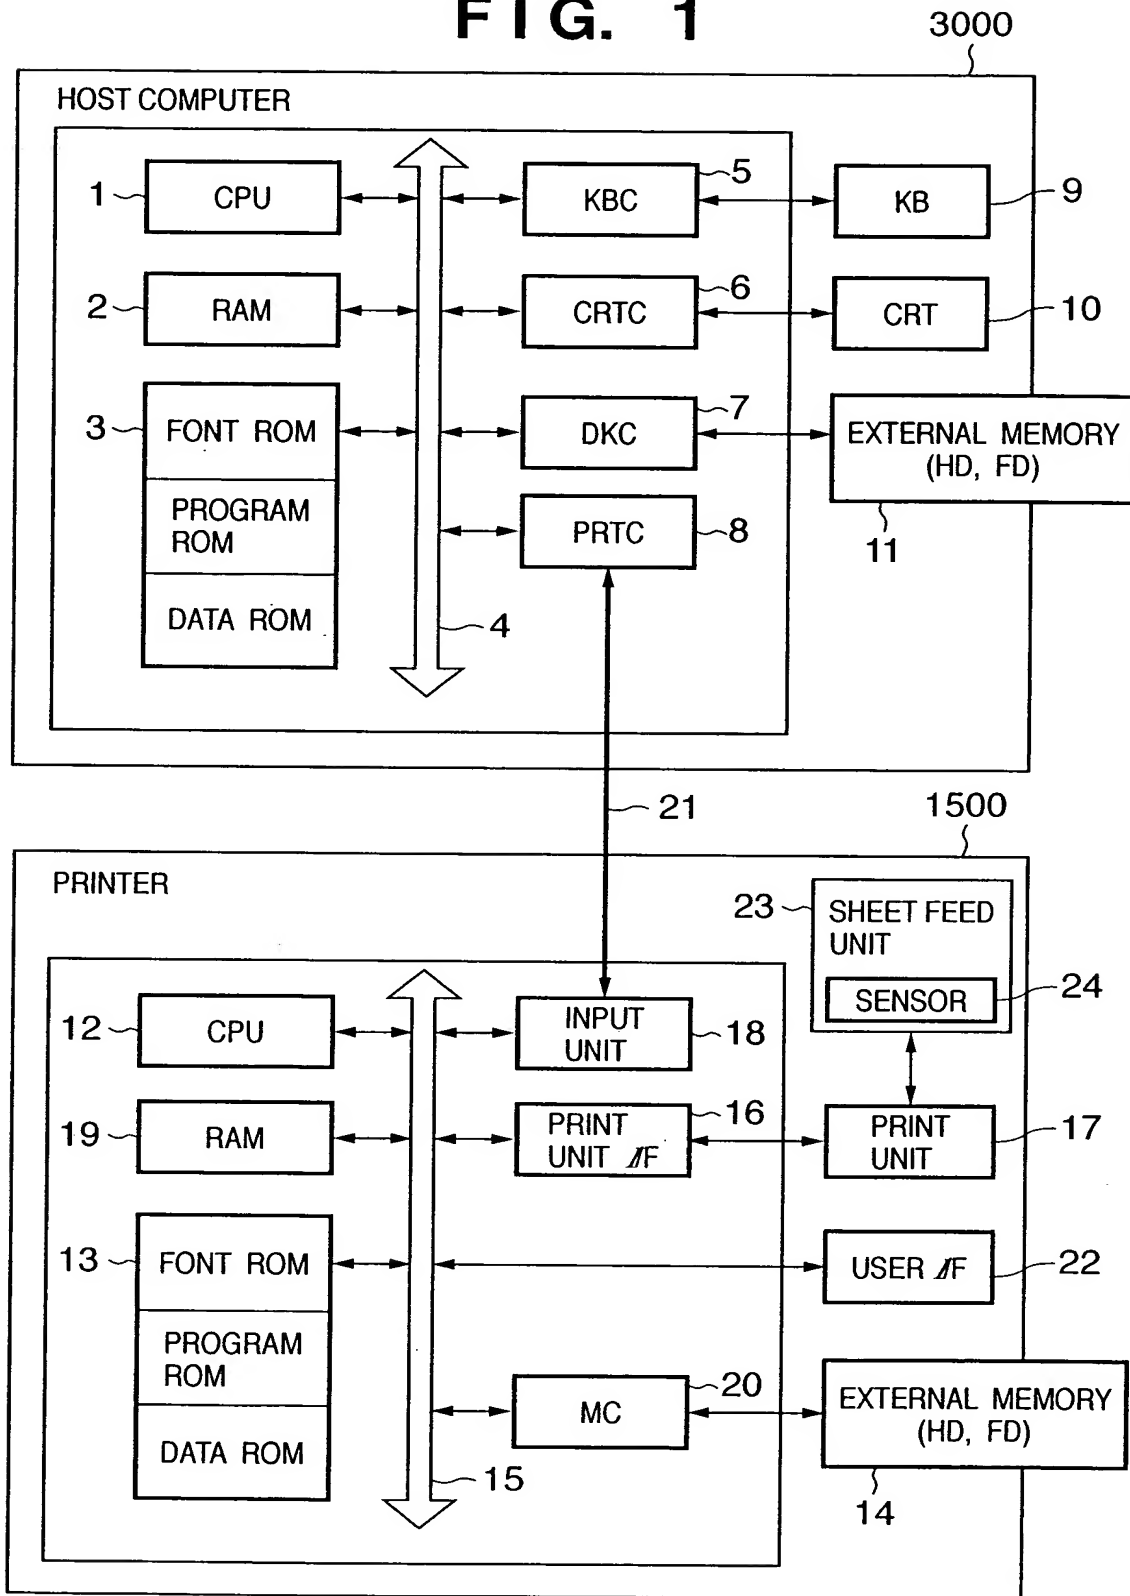 FIG. 1
3000
HOST COMPUTER
1
CPU
5
KBC
KB
9
2
RAM
6
CRTC
CRT
10
3
FONT ROM
7
DKC
EXTERNAL MEMORY
(HD, FD)
11
PROGRAM
ROM
PRTC
8
DATA ROM
4
21
1500
PRINTER
23
SHEET FEED
UNIT
SENSOR
24
12
CPU
INPUT
UNIT
18
19
RAM
16
PRINT
UNIT I/F
PRINT
UNIT
17
13
FONT ROM
USER I/F
22
PROGRAM
ROM
20
MC
EXTERNAL MEMORY
(HD, FD)
14
DATA ROM
15